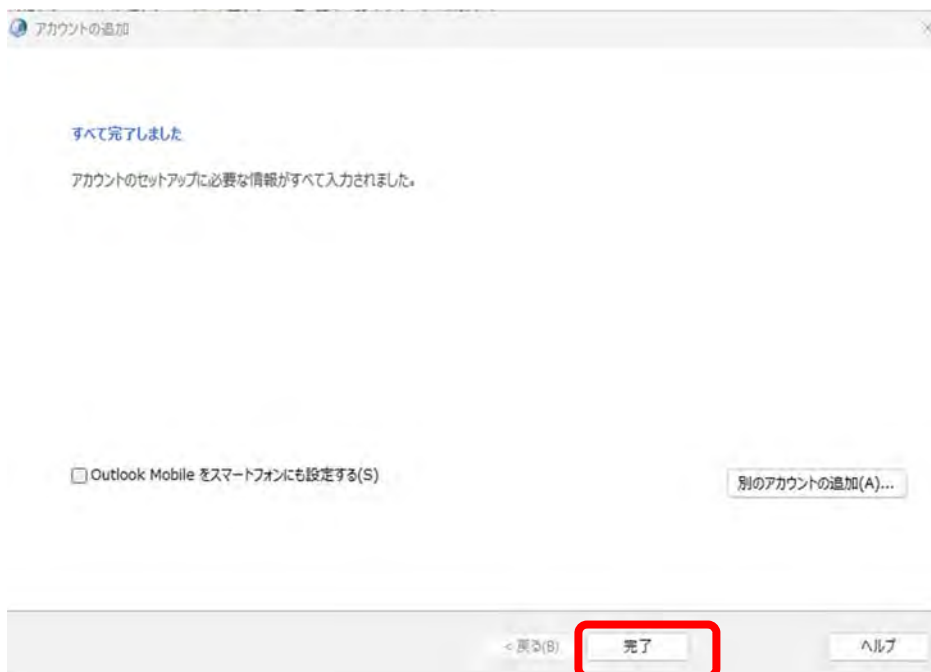 アカウントの追加
すべて完了しました
アカウントのセットアップに必要な情報がすべて入力されました。
Outlook Mobile をスマートフォンにも設定する(S)
別のアカウントの追加(A)...
< 戻る(B)
完了
ヘルプ